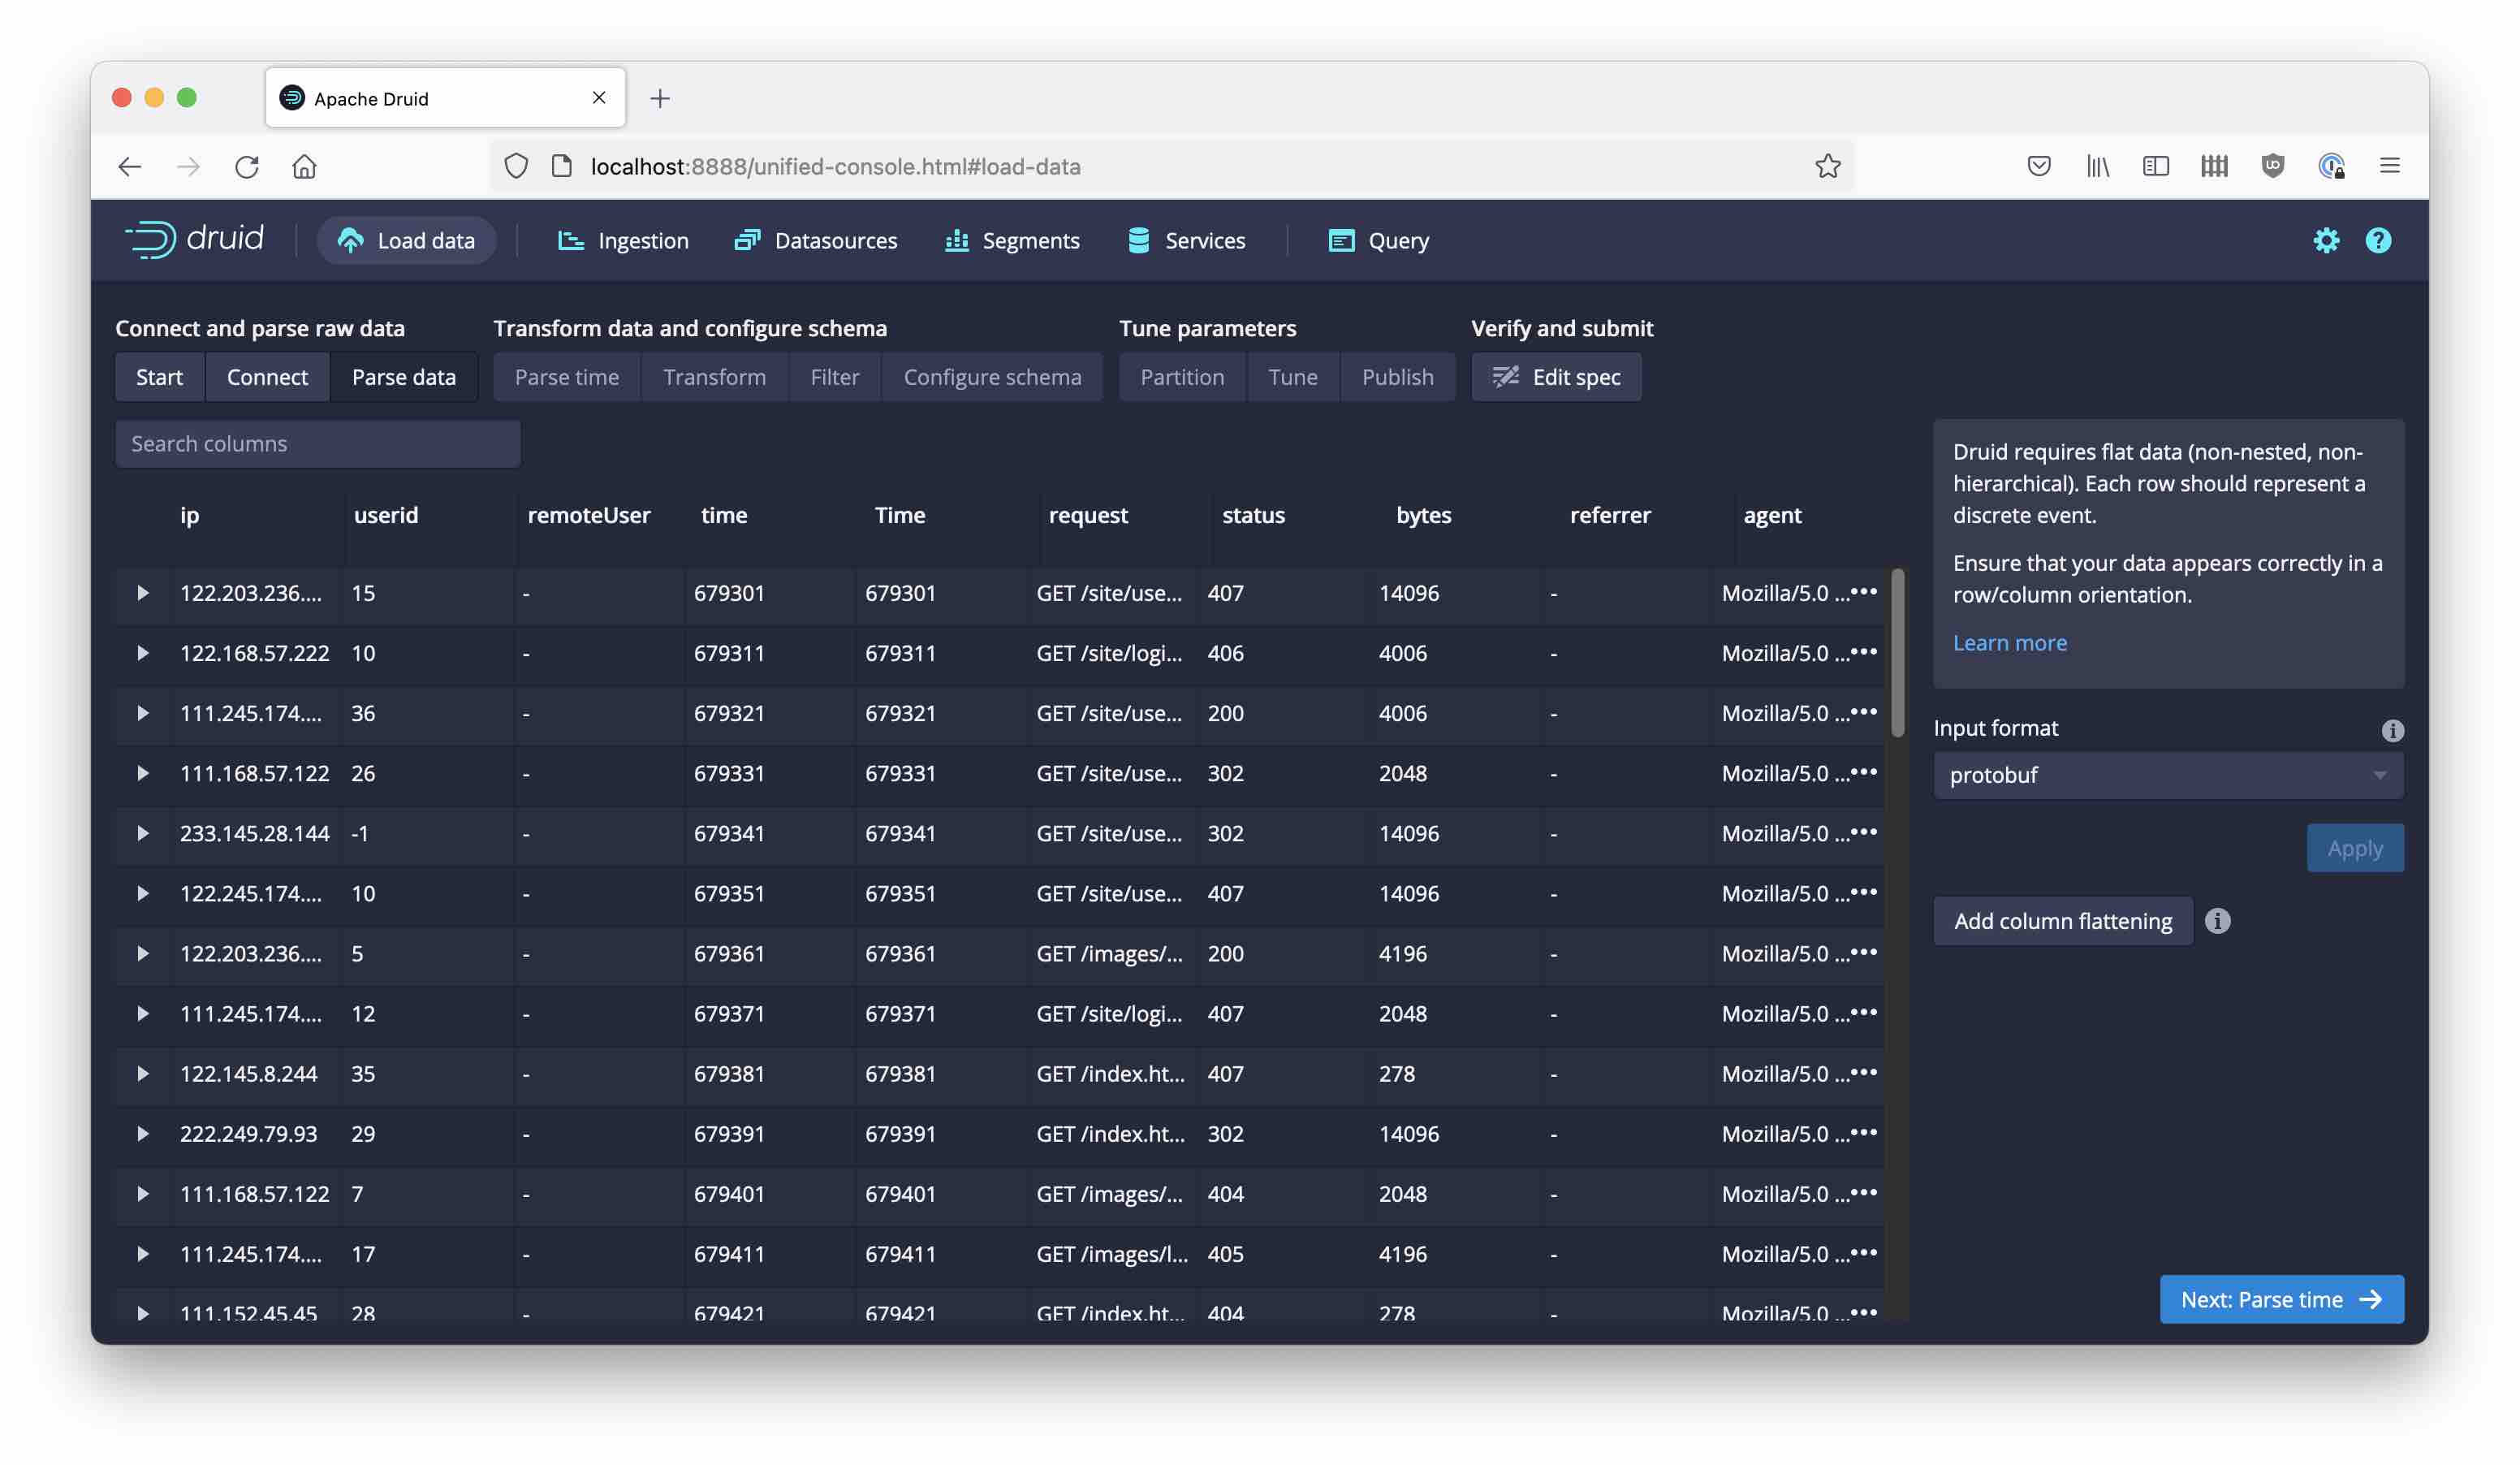 Apache Druid
localhost:8888/unified-console.html#load-data
druid Load data Ingestion Datasources Segments Services Query
Connect and parse raw data Transform data and configure schema Tune parameters Verify and submit
Start Connect Parse data Parse time Transform Filter Configure schema Partition Tune Publish Edit spec
Search columns
ip userid remoteUser time Time request status bytes referrer agent
122.203.236.... 15 - 679301 679301 GET /site/use... 407 14096 - Mozilla/5.0 ...•••
122.168.57.222 10 - 679311 679311 GET /site/logi... 406 4006 - Mozilla/5.0 ...•••
111.245.174.... 36 - 679321 679321 GET /site/use... 200 4006 - Mozilla/5.0 ...•••
111.168.57.122 26 - 679331 679331 GET /site/use... 302 2048 - Mozilla/5.0 ...•••
233.145.28.144 -1 - 679341 679341 GET /site/use... 302 14096 - Mozilla/5.0 ...•••
122.245.174.... 10 - 679351 679351 GET /site/use... 407 14096 - Mozilla/5.0 ...•••
122.203.236.... 5 - 679361 679361 GET /images/... 200 4196 - Mozilla/5.0 ...•••
111.245.174.... 12 - 679371 679371 GET /site/logi... 407 2048 - Mozilla/5.0 ...•••
122.145.8.244 35 - 679381 679381 GET /index.ht... 407 278 - Mozilla/5.0 ...•••
222.249.79.93 29 - 679391 679391 GET /index.ht... 302 14096 - Mozilla/5.0 ...•••
111.168.57.122 7 - 679401 679401 GET /images/... 404 2048 - Mozilla/5.0 ...•••
111.245.174.... 17 - 679411 679411 GET /images/l... 405 4196 - Mozilla/5.0 ...•••
111.152.45.45 28 - 679421 679421 GET /index.ht... 404 278 - Mozilla/5.0 ...•••
Druid requires flat data (non-nested, non-
hierarchical). Each row should represent a
discrete event.
Ensure that your data appears correctly in a
row/column orientation.
Learn more
Input format
protobuf
Apply
Add column flattening
Next: Parse time